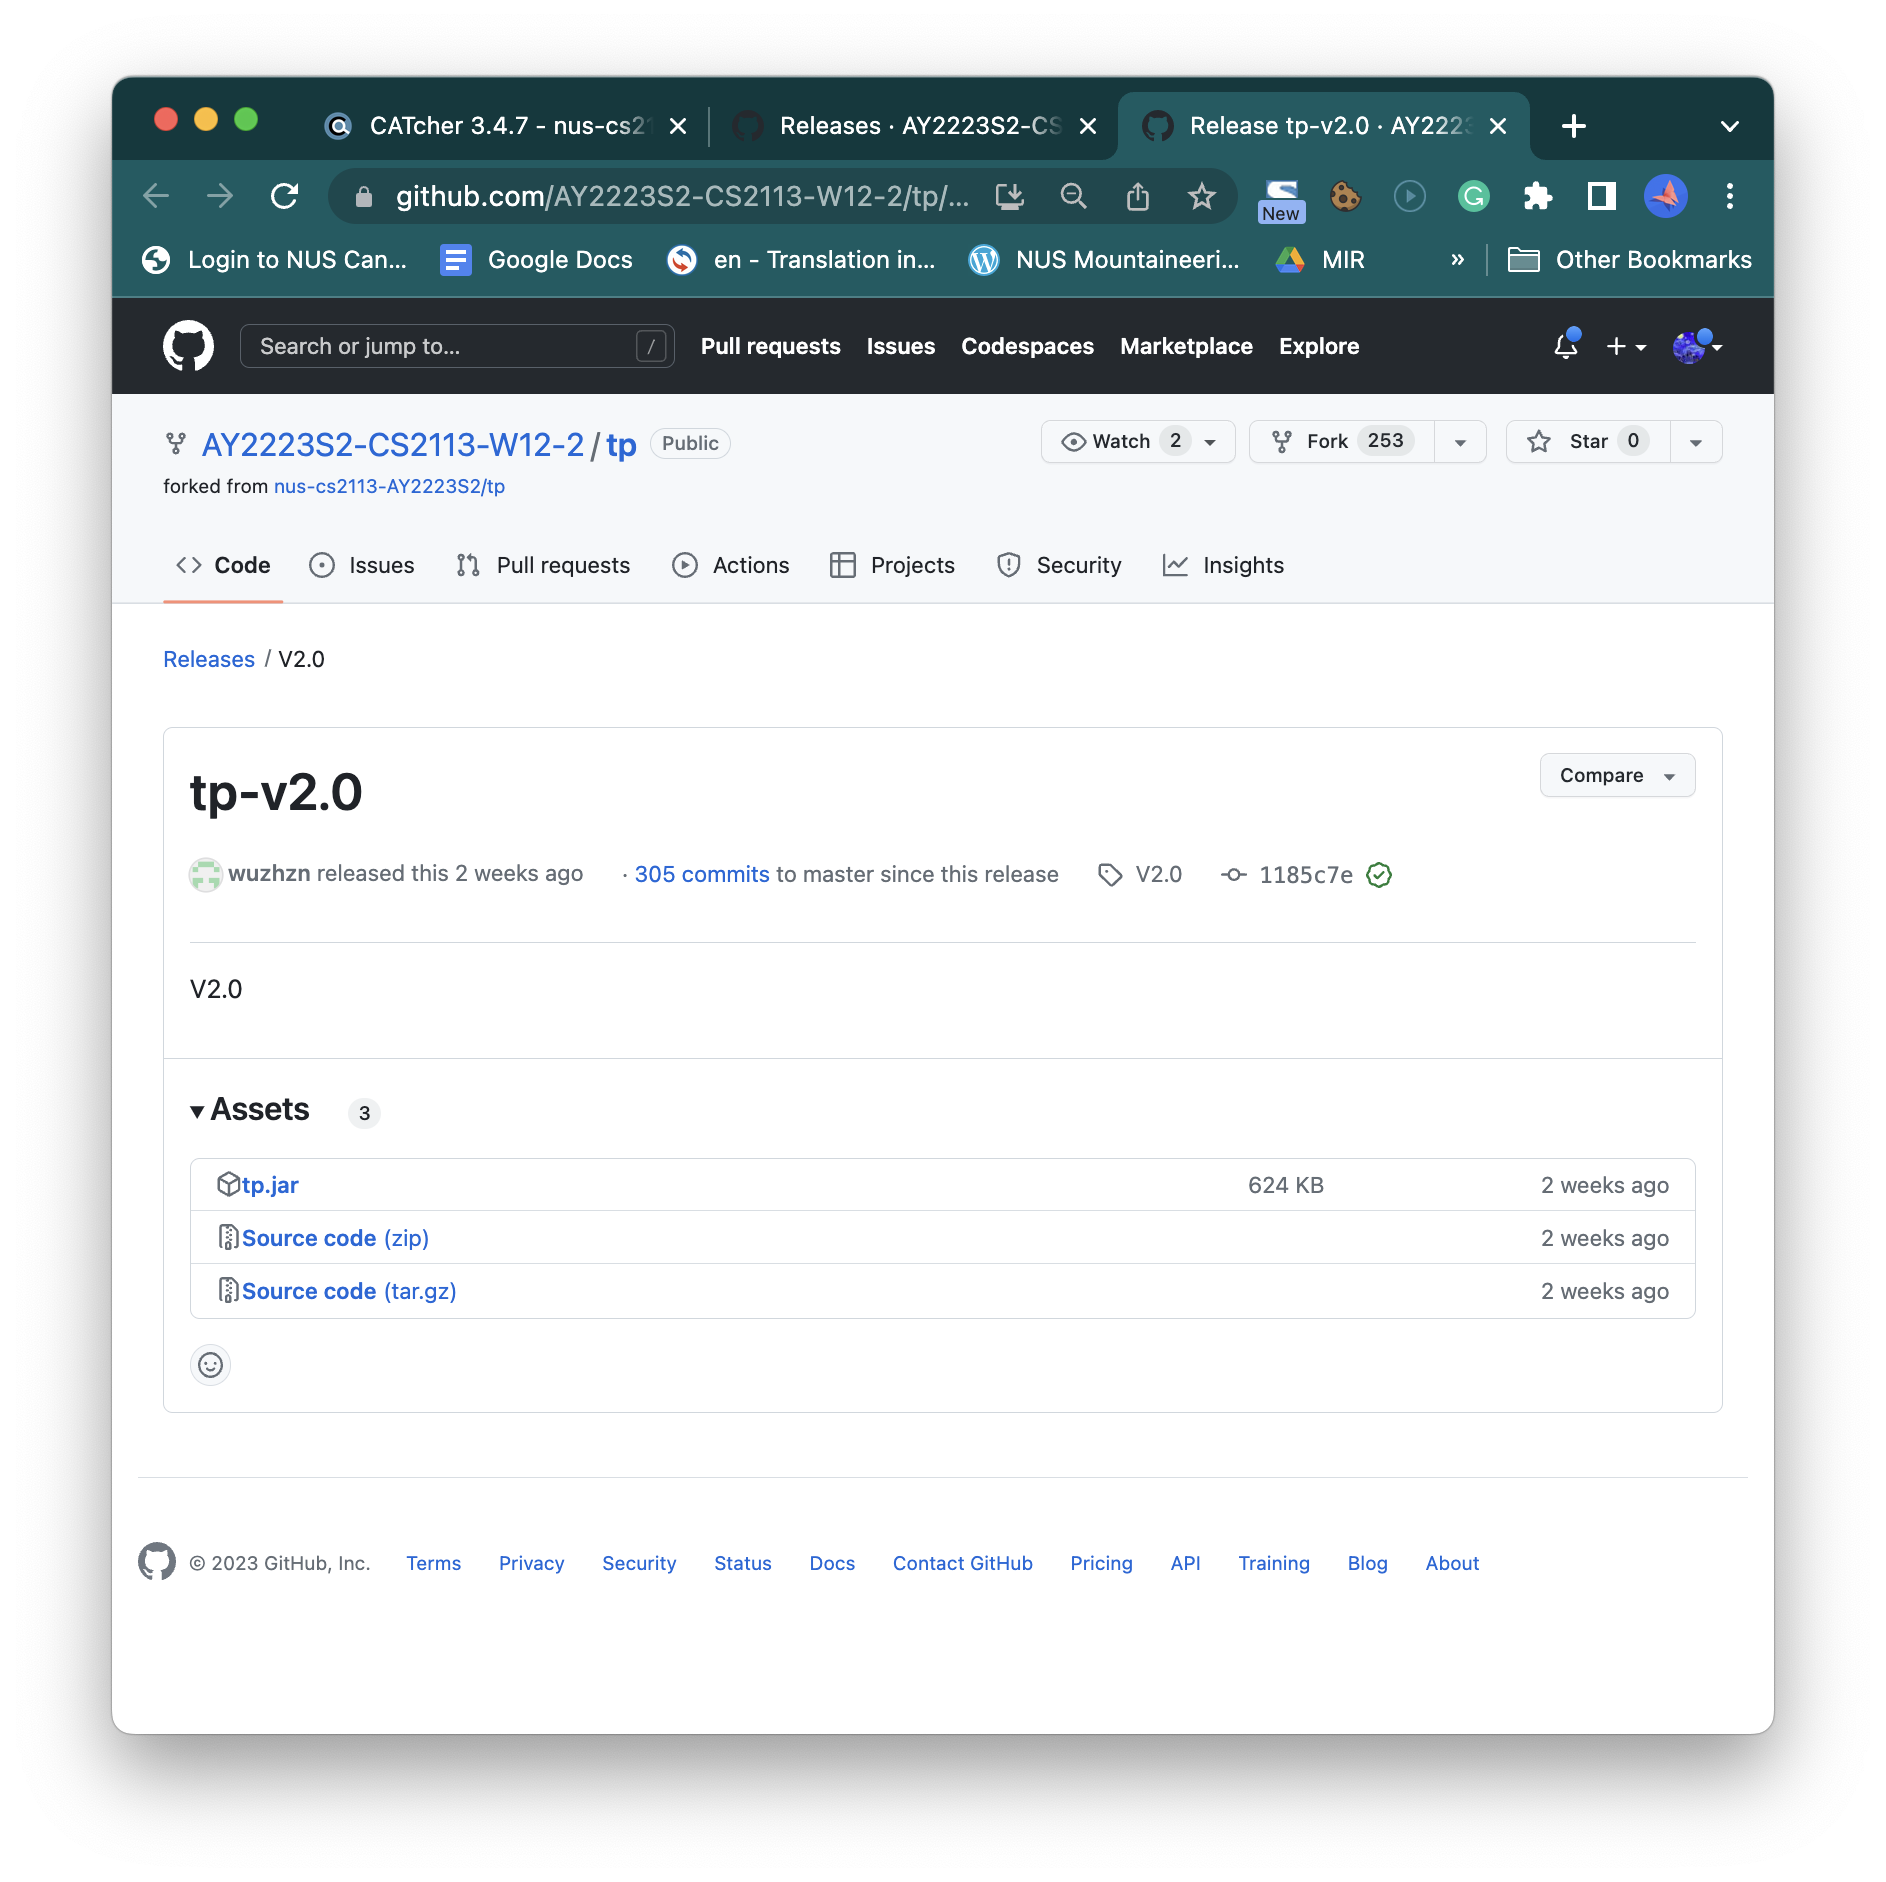 CATcher 3.4.7 - nus-cs21
Releases · AY2223S2-CS
Release tp-v2.0 · AY2223
github.com/AY2223S2-CS2113-W12-2/tp/...
New
Login to NUS Can...
Google Docs
en - Translation in...
NUS Mountaineeri...
MIR
»
Other Bookmarks
Search or jump to...
/
Pull requests
Issues
Codespaces
Marketplace
Explore
AY2223S2-CS2113-W12-2 / tp
Public
Watch 2
Fork 253
Star 0
forked from nus-cs2113-AY2223S2/tp
Code
Issues
Pull requests
Actions
Projects
Security
Insights
Releases / V2.0
tp-v2.0
Compare
wuzhzn released this 2 weeks ago · 305 commits to master since this release V2.0 1185c7e
V2.0
Assets 3
tp.jar 624 KB 2 weeks ago
Source code (zip) 2 weeks ago
Source code (tar.gz) 2 weeks ago
© 2023 GitHub, Inc. Terms Privacy Security Status Docs Contact GitHub Pricing API Training Blog About